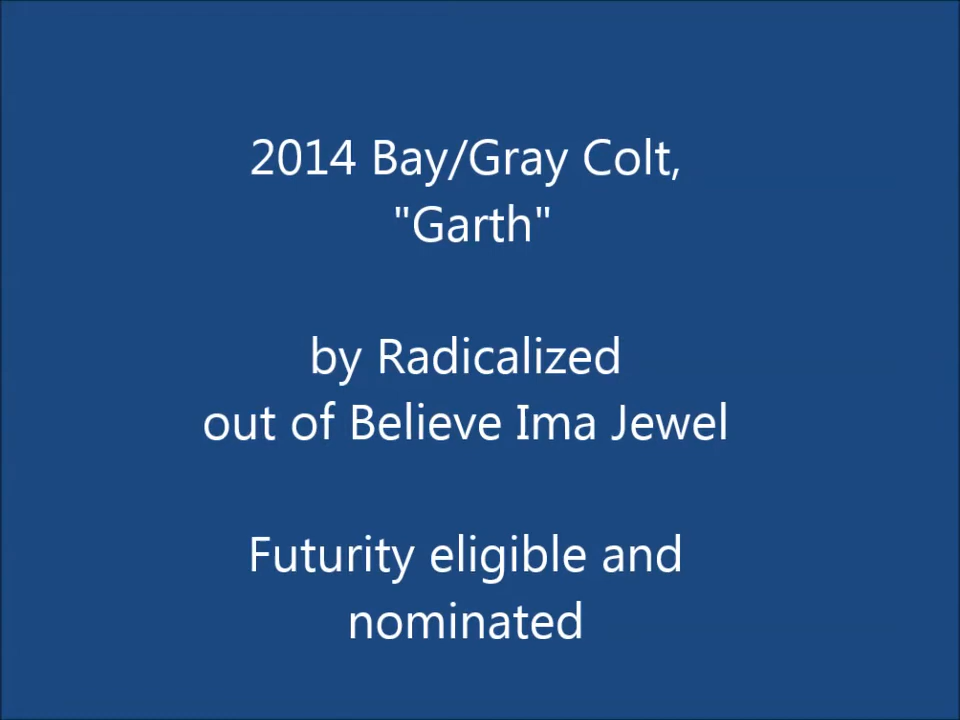 2014 Bay/Gray Colt,
"Garth"
by Radicalized
out of Believe Ima Jewel
Futurity eligible and
nominated